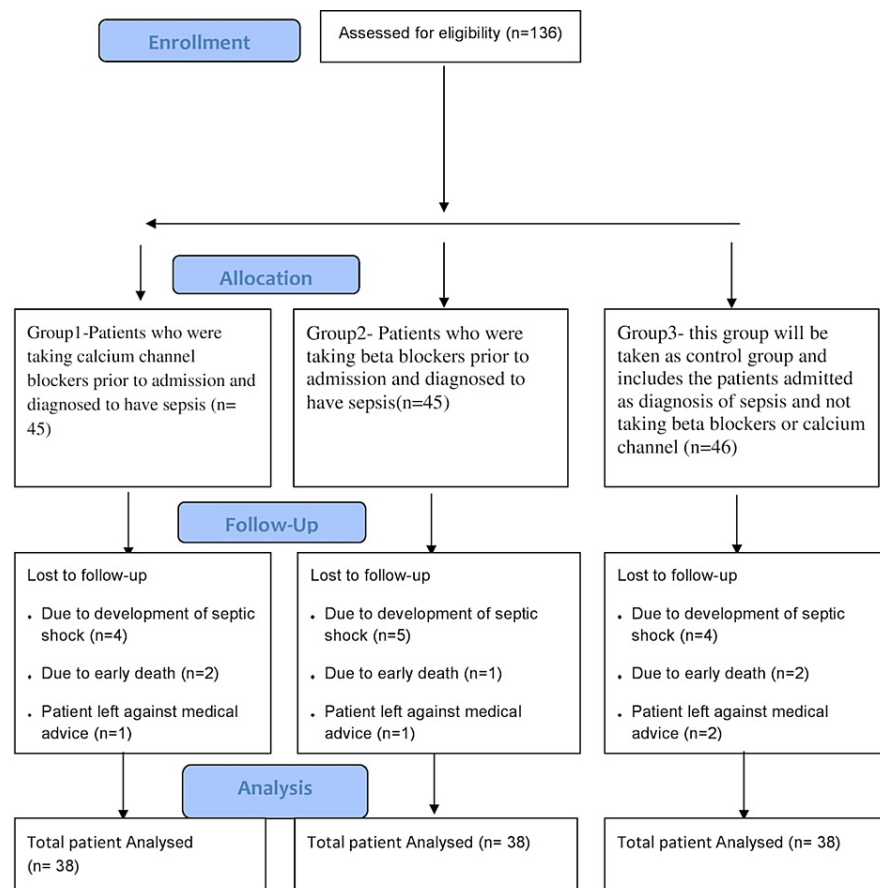 Enrollment
Assessed for eligibility (n=136)
Allocation
Group1-Patients who were
taking calcium channel
blockers prior to admission and
diagnosed to have sepsis (n=
45)
Group2- Patients who were
taking beta blockers prior to
admission and diagnosed to
have sepsis(n=45)
Group3- this group will be
taken as control group and
includes the patients admitted
as diagnosis of sepsis and not
taking beta blockers or calcium
channel (n=46)
Follow-Up
Lost to follow-up
• Due to development of septic
shock (n=4)
• Due to early death (n=2)
• Patient left against medical
advice (n=1)
Lost to follow-up
• Due to development of septic
shock (n=5)
• Due to early death (n=1)
• Patient left against medical
advice (n=1)
Lost to follow-up
• Due to development of septic
shock (n=4)
• Due to early death (n=2)
• Patient left against medical
advice (n=2)
Analysis
Total patient Analysed
(n= 38)
Total patient Analysed (n= 38)
Total patient Analysed (n= 38)